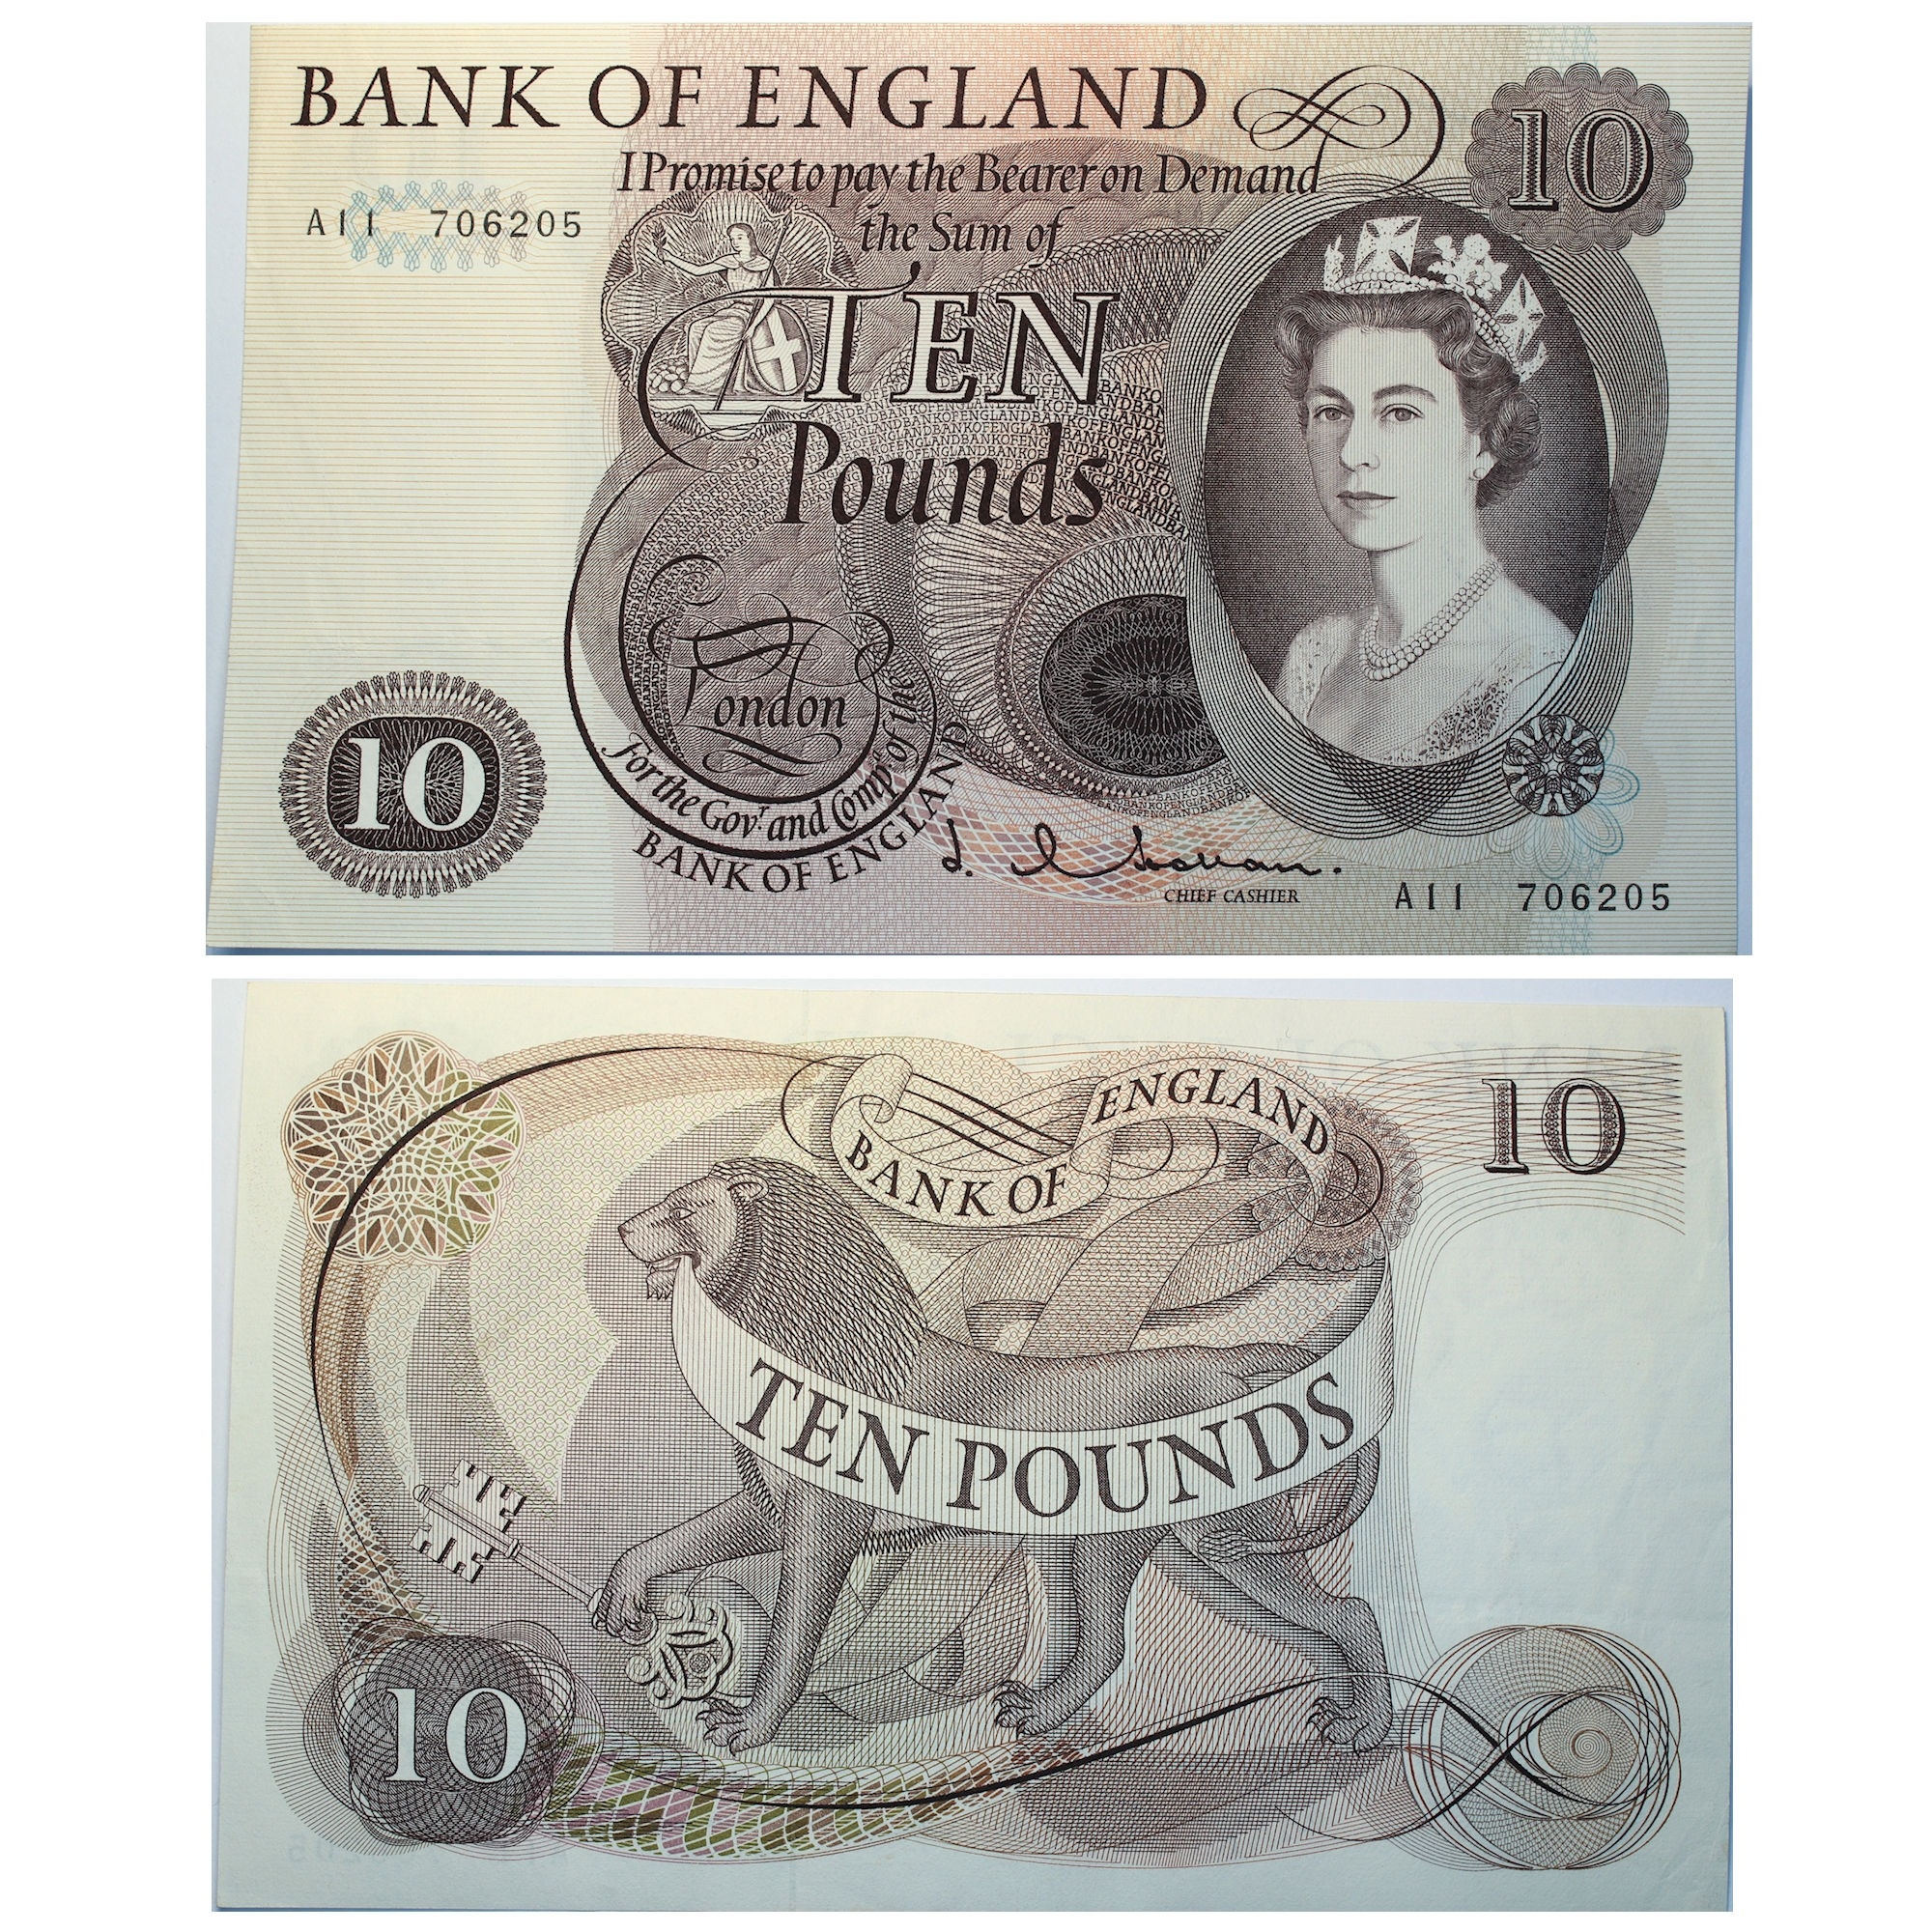 BANK OF ENGLAND
10
I Promise to pay the Bearer on Demand
the Sum of
A11 706205
TEN
Pounds
London
For the Govr. and Compa. of the
BANK OF ENGLAND
10
CHIEF CASHIER
A11 706205
BANK OF ENGLAND
10
TEN POUNDS
10